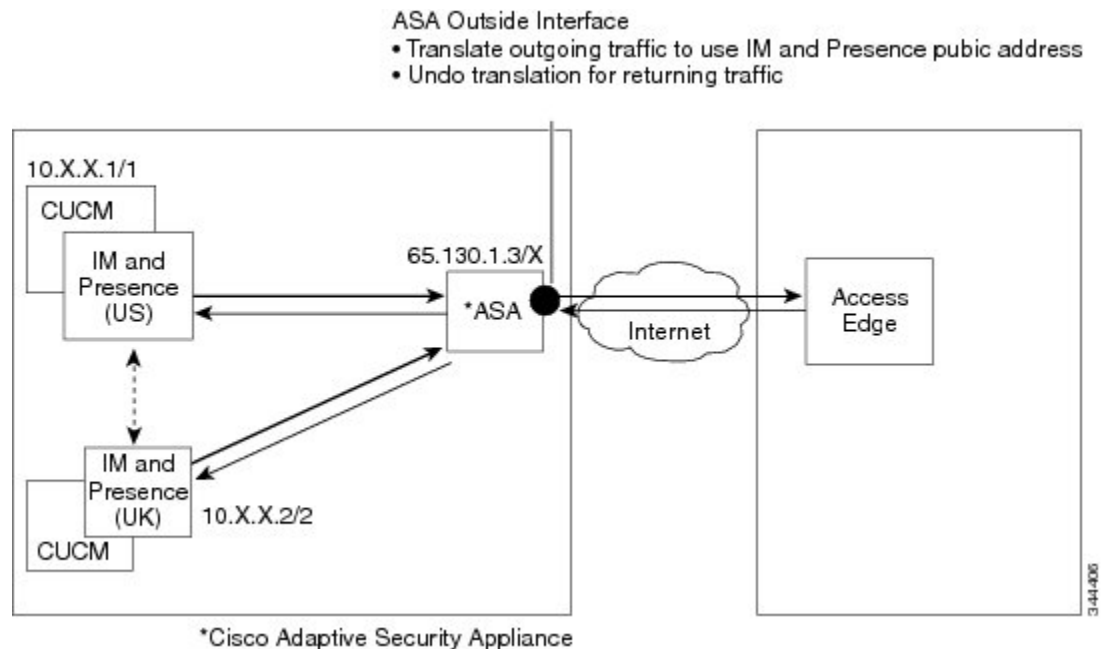 ASA Outside Interface
• Translate outgoing traffic to use IM and Presence pubic address
• Undo translation for returning traffic
10.X.X.1/1
CUCM
IM and
Presence
(US)
65.130.1.3/X
*ASA
Internet
Access
Edge
IM and
Presence
(UK)
10.X.X.2/2
CUCM
344406
*Cisco Adaptive Security Appliance